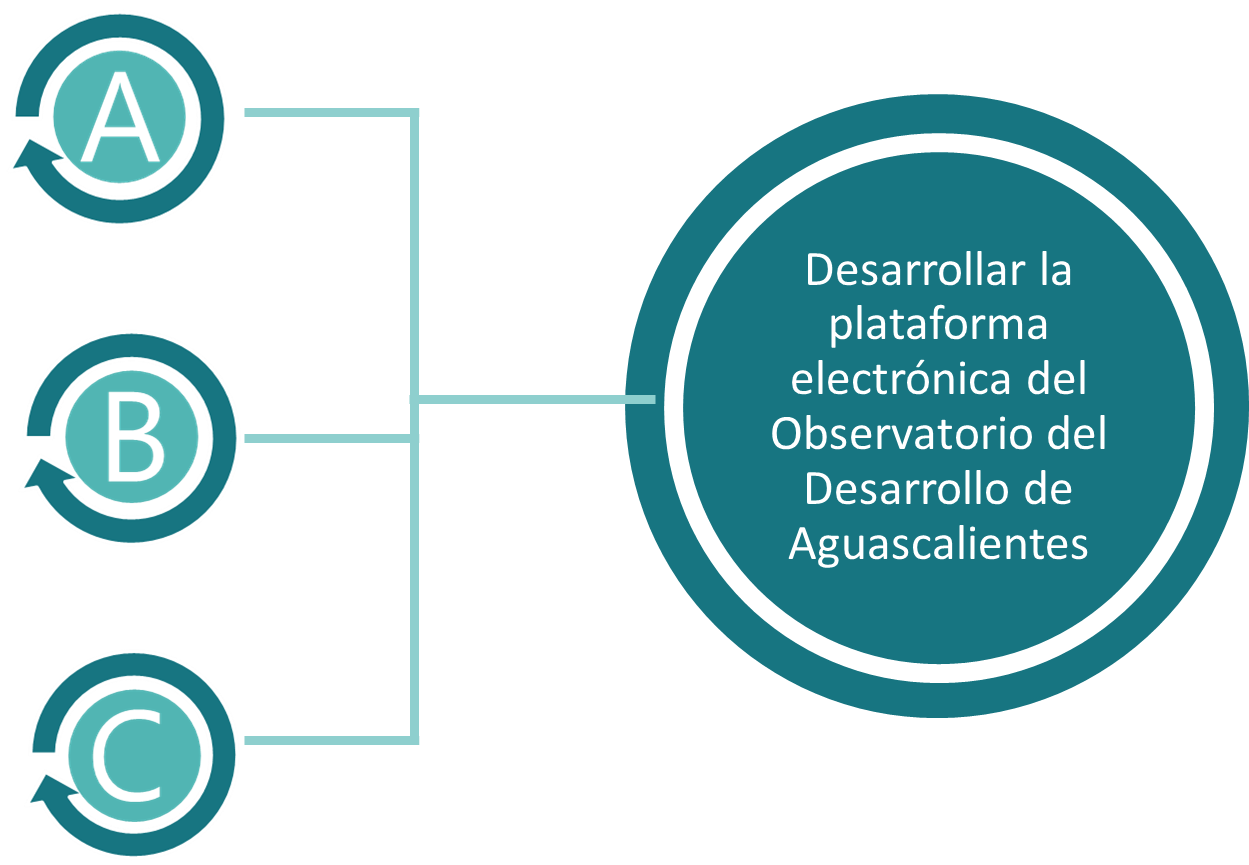 A
B
C
Desarrollar la
plataforma
electrónica del
Observatorio del
Desarrollo de
Aguascalientes